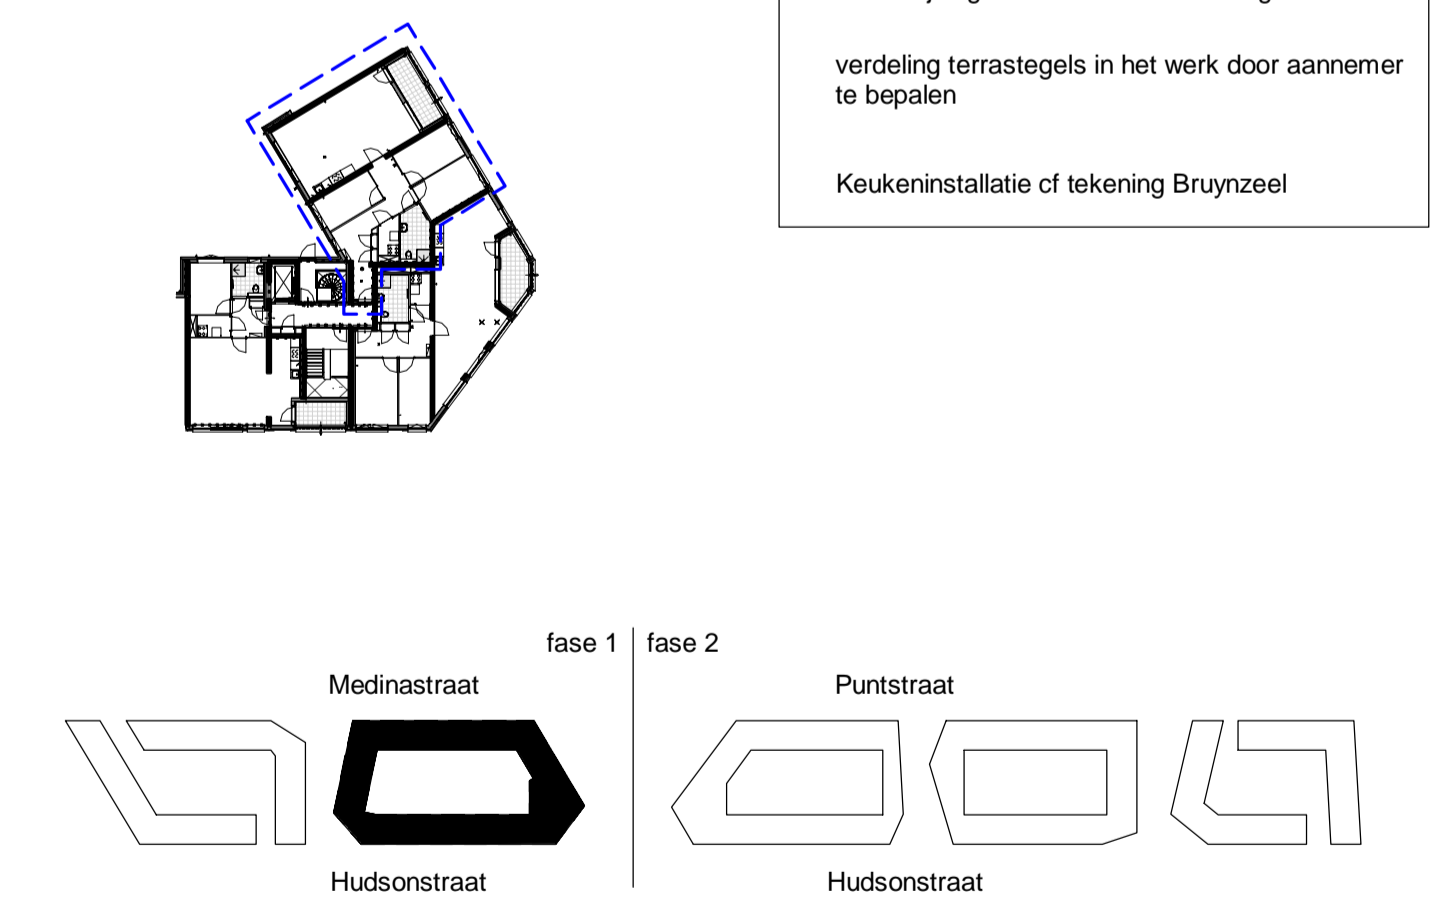 verdeling terrastegels in het werk door aannemer
te bepalen
Keukeninstallatie cf tekening Bruynzeel
fase 1
fase 2
Medinastraat
Puntstraat
Hudsonstraat
Hudsonstraat